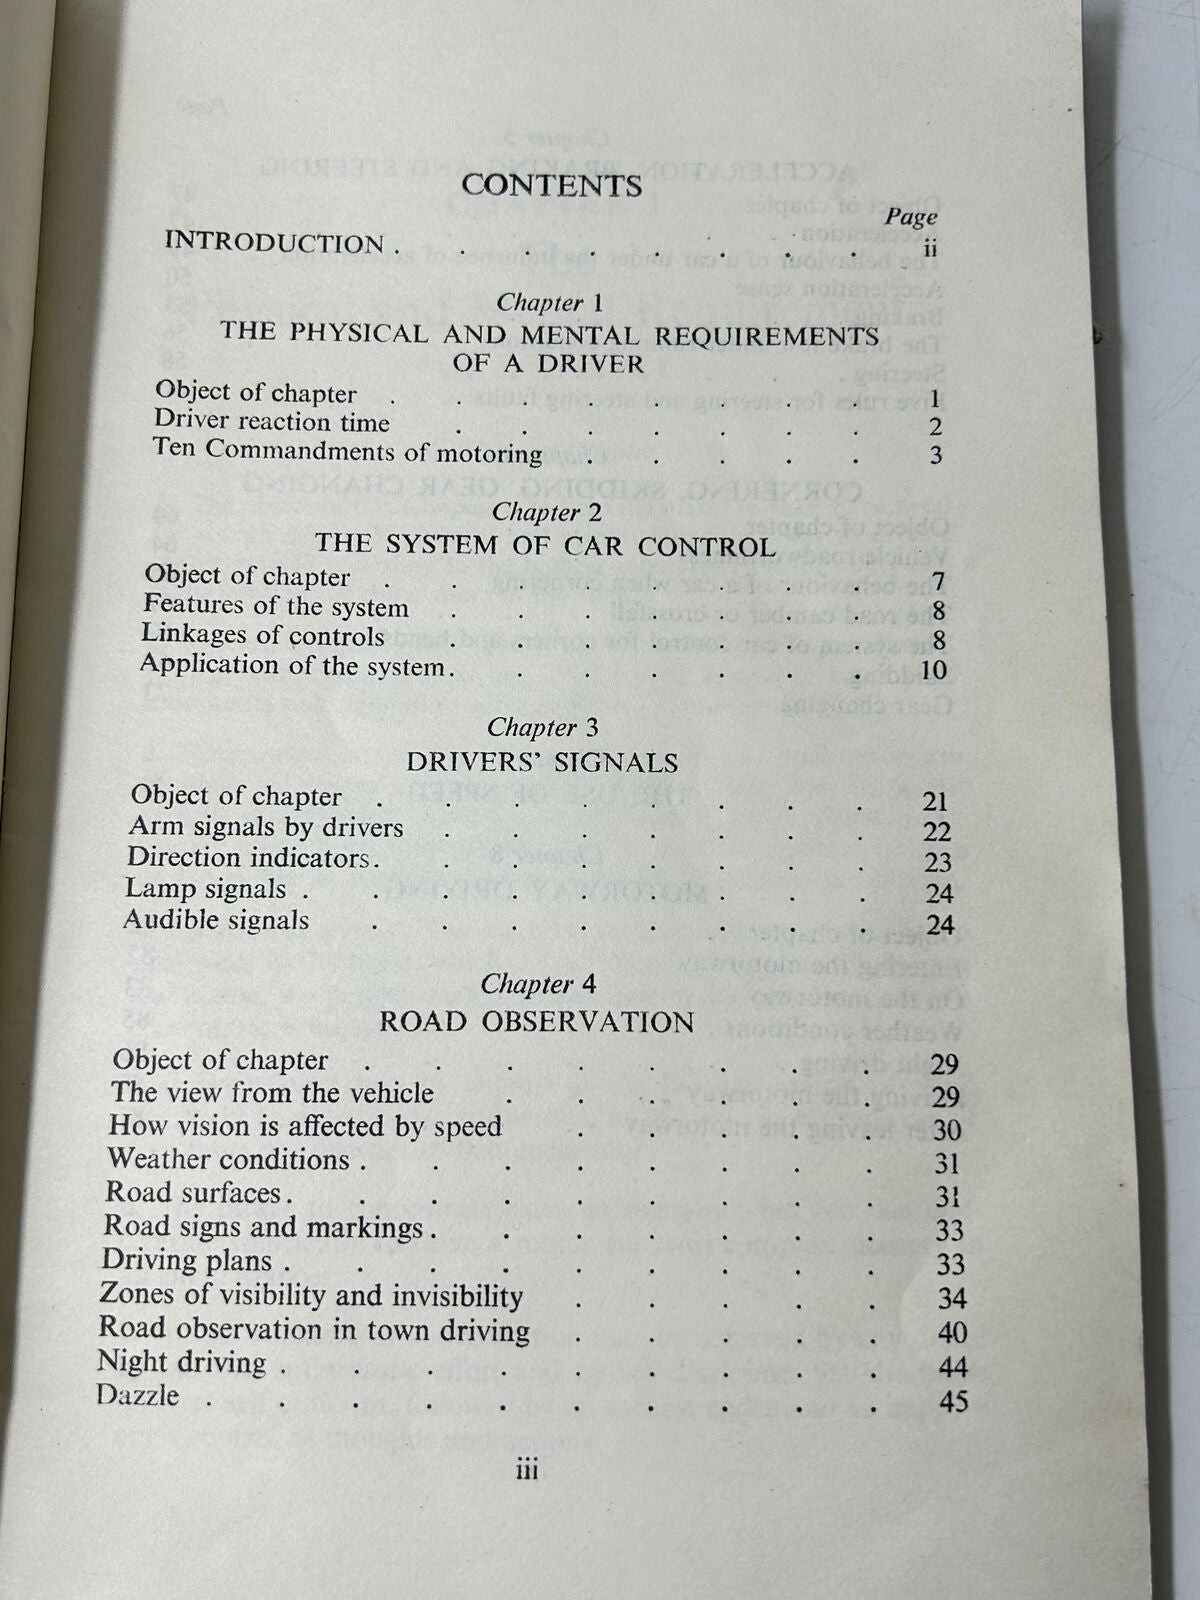 CONTENTS
Page
INTRODUCTION . . . . . . . . ii
Chapter 1
THE PHYSICAL AND MENTAL REQUIREMENTS
OF A DRIVER
Object of chapter . . . . . . . . 1
Driver reaction time . . . . . . . 2
Ten Commandments of motoring . . . . . 3
Chapter 2
THE SYSTEM OF CAR CONTROL
Object of chapter . . . . . . . 7
Features of the system . . . . . . . 8
Linkages of controls . . . . . . . 8
Application of the system . . . . . . . 10
Chapter 3
DRIVERS' SIGNALS
Object of chapter . . . . . . . . 21
Arm signals by drivers . . . . . . . 22
Direction indicators . . . . . . . . 23
Lamp signals . . . . . . . . . 24
Audible signals . . . . . . . . 24
Chapter 4
ROAD OBSERVATION
Object of chapter . . . . . . . . 29
The view from the vehicle . . . . . . 29
How vision is affected by speed . . . . . 30
Weather conditions . . . . . . . . 31
Road surfaces . . . . . . . . . 31
Road signs and markings . . . . . . . 33
Driving plans . . . . . . . . . 33
Zones of visibility and invisibility . . . . . 34
Road observation in town driving . . . . . 40
Night driving . . . . . . . . . 44
Dazzle . . . . . . . . . . 45
iii